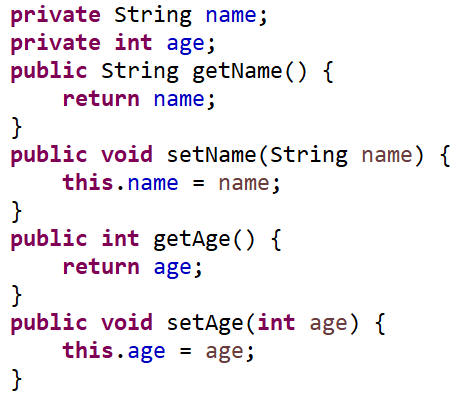 private String name;
private int age;
public String getName() {
    return name;
}
public void setName(String name) {
    this.name = name;
}
public int getAge() {
    return age;
}
public void setAge(int age) {
    this.age = age;
}